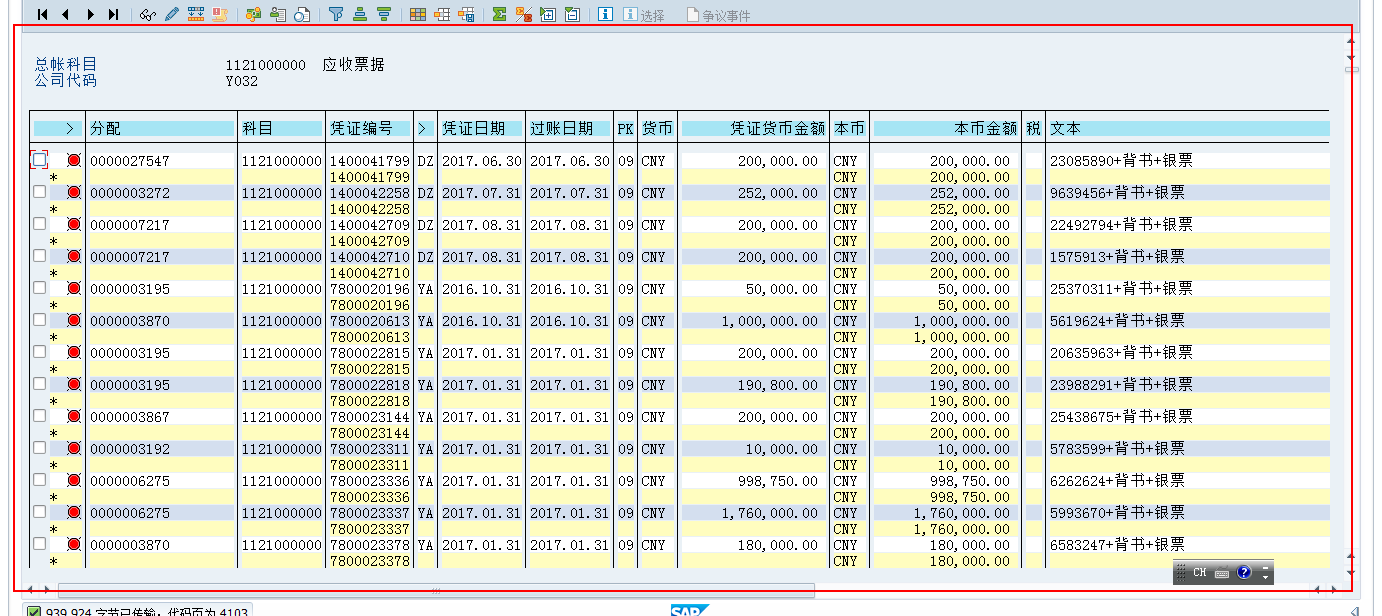 选择 争议事件
总帐科目 1121000000 应收票据
公司代码 Y032
> 分配 科目 凭证编号 > 凭证日期 过账日期 PK 货币 凭证货币金额 本币 本币金额 税 文本
0000027547 1121000000 1400041799 DZ 2017.06.30 2017.06.30 09 CNY 200,000.00 CNY 200,000.00 23085890+背书+银票
* 1400041799 CNY 200,000.00
0000003272 1121000000 1400042258 DZ 2017.07.31 2017.07.31 09 CNY 252,000.00 CNY 252,000.00 9639456+背书+银票
* 1400042258 CNY 252,000.00
0000007217 1121000000 1400042709 DZ 2017.08.31 2017.08.31 09 CNY 200,000.00 CNY 200,000.00 22492794+背书+银票
* 1400042709 CNY 200,000.00
0000007217 1121000000 1400042710 DZ 2017.08.31 2017.08.31 09 CNY 200,000.00 CNY 200,000.00 1575913+背书+银票
* 1400042710 CNY 200,000.00
0000003195 1121000000 7800020196 YA 2016.10.31 2016.10.31 09 CNY 50,000.00 CNY 50,000.00 25370311+背书+银票
* 7800020196 CNY 50,000.00
0000003870 1121000000 7800020613 YA 2016.10.31 2016.10.31 09 CNY 1,000,000.00 CNY 1,000,000.00 5619624+背书+银票
* 7800020613 CNY 1,000,000.00
0000003195 1121000000 7800022815 YA 2017.01.31 2017.01.31 09 CNY 200,000.00 CNY 200,000.00 20635963+背书+银票
* 7800022815 CNY 200,000.00
0000003195 1121000000 7800022818 YA 2017.01.31 2017.01.31 09 CNY 190,800.00 CNY 190,800.00 23988291+背书+银票
* 7800022818 CNY 190,800.00
0000003867 1121000000 7800023144 YA 2017.01.31 2017.01.31 09 CNY 200,000.00 CNY 200,000.00 25438675+背书+银票
* 7800023144 CNY 200,000.00
0000003192 1121000000 7800023311 YA 2017.01.31 2017.01.31 09 CNY 10,000.00 CNY 10,000.00 5783599+背书+银票
* 7800023311 CNY 10,000.00
0000006275 1121000000 7800023336 YA 2017.01.31 2017.01.31 09 CNY 998,750.00 CNY 998,750.00 6262624+背书+银票
* 7800023336 CNY 998,750.00
0000006275 1121000000 7800023337 YA 2017.01.31 2017.01.31 09 CNY 1,760,000.00 CNY 1,760,000.00 5993670+背书+银票
* 7800023337 CNY 1,760,000.00
0000003870 1121000000 7800023378 YA 2017.01.31 2017.01.31 09 CNY 180,000.00 CNY 180,000.00 6583247+背书+银票
* 7800023378 CNY 180,000.00
CH
939,924 字节已传输，代码页为 4103 SAP